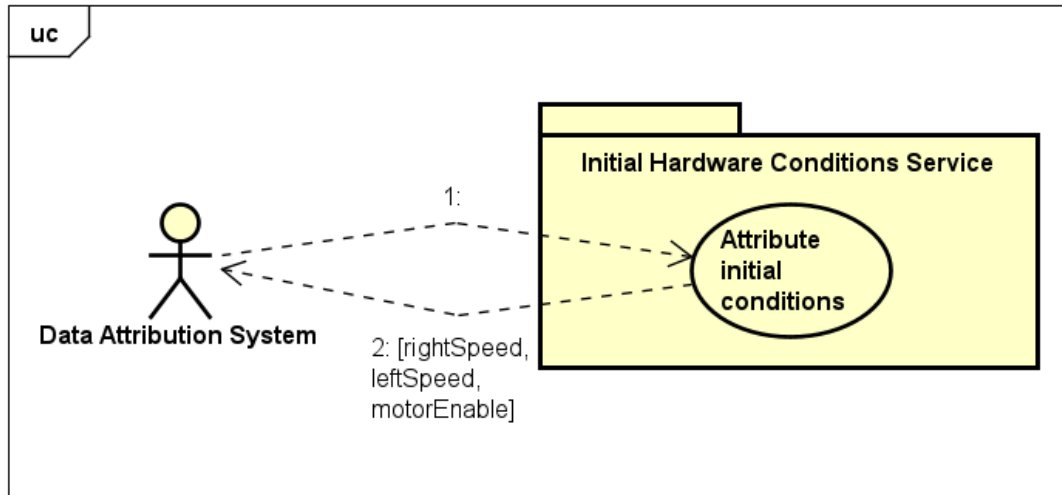 uc
Initial Hardware Conditions Service
1:
Attribute
initial
conditions
Data Attribution System
2: [rightSpeed,
leftSpeed,
motorEnable]